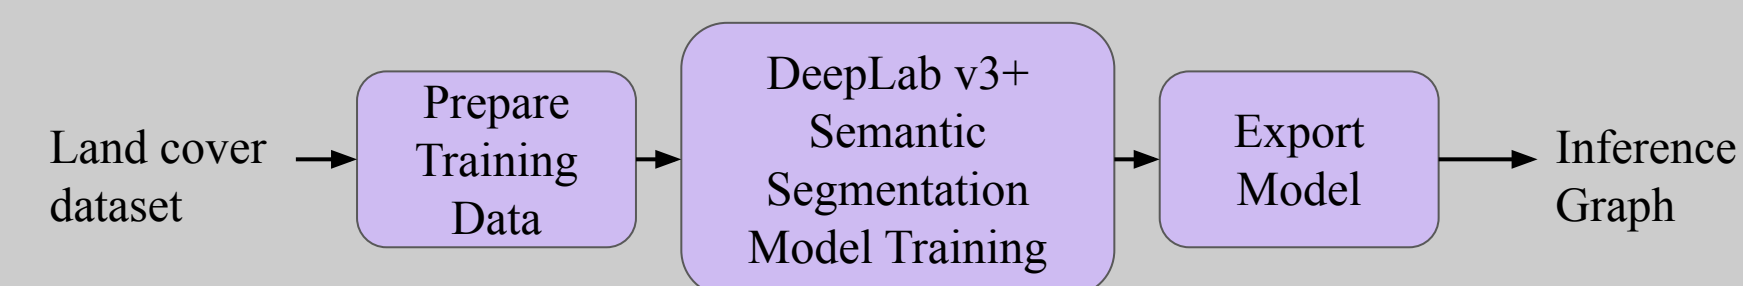 Land cover
dataset
Prepare
Training
Data
DeepLab v3+
Semantic
Segmentation
Model Training
Export
Model
Inference
Graph